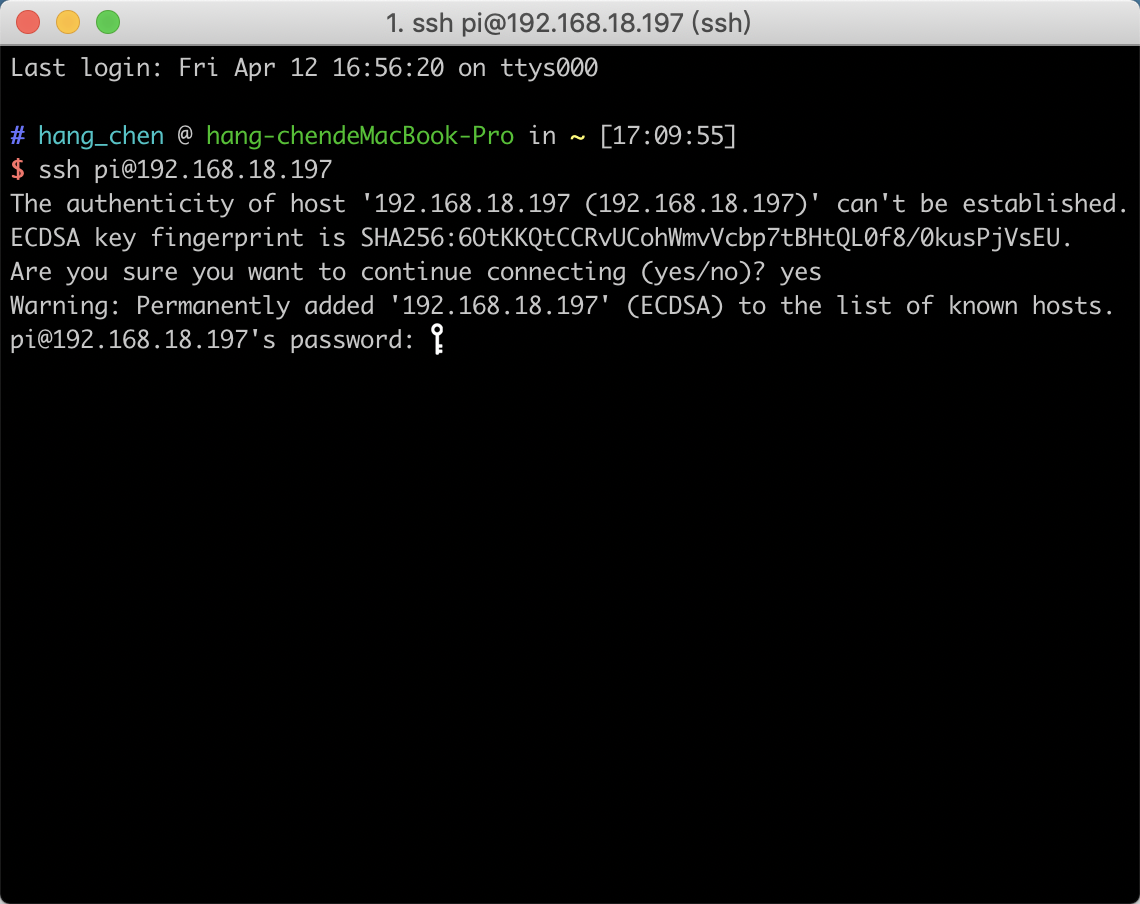 1. ssh pi@192.168.18.197 (ssh)
Last login: Fri Apr 12 16:56:20 on ttys000
# hang_chen @ hang-chendeMacBook-Pro in ~ [17:09:55]
$ ssh pi@192.168.18.197
The authenticity of host '192.168.18.197 (192.168.18.197)' can't be established.
ECDSA key fingerprint is SHA256:6OtKKQtCCRvUCohWmvVcbp7tBHtQL0f8/0kusPjVsEU.
Are you sure you want to continue connecting (yes/no)? yes
Warning: Permanently added '192.168.18.197' (ECDSA) to the list of known hosts.
pi@192.168.18.197's password: